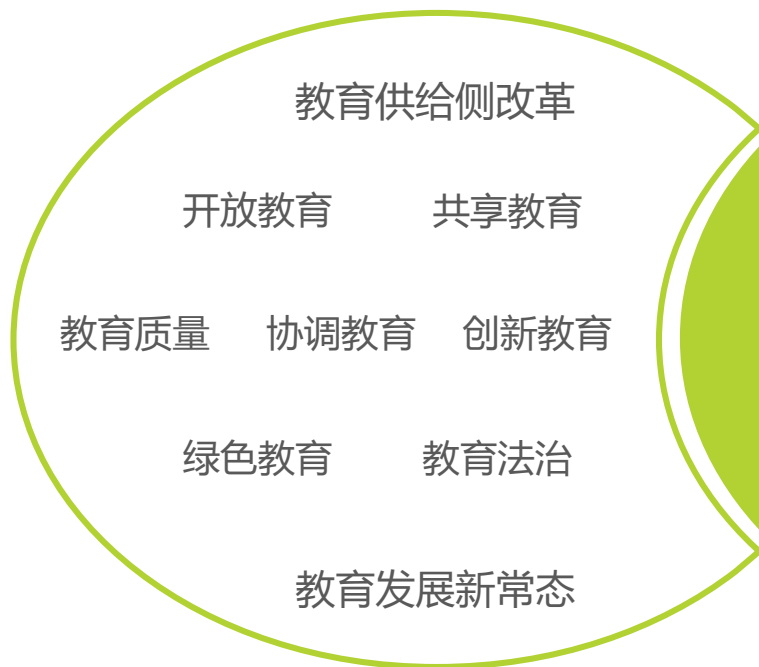 教育供给侧改革
开放教育 共享教育
教育质量 协调教育 创新教育
绿色教育 教育法治
教育发展新常态